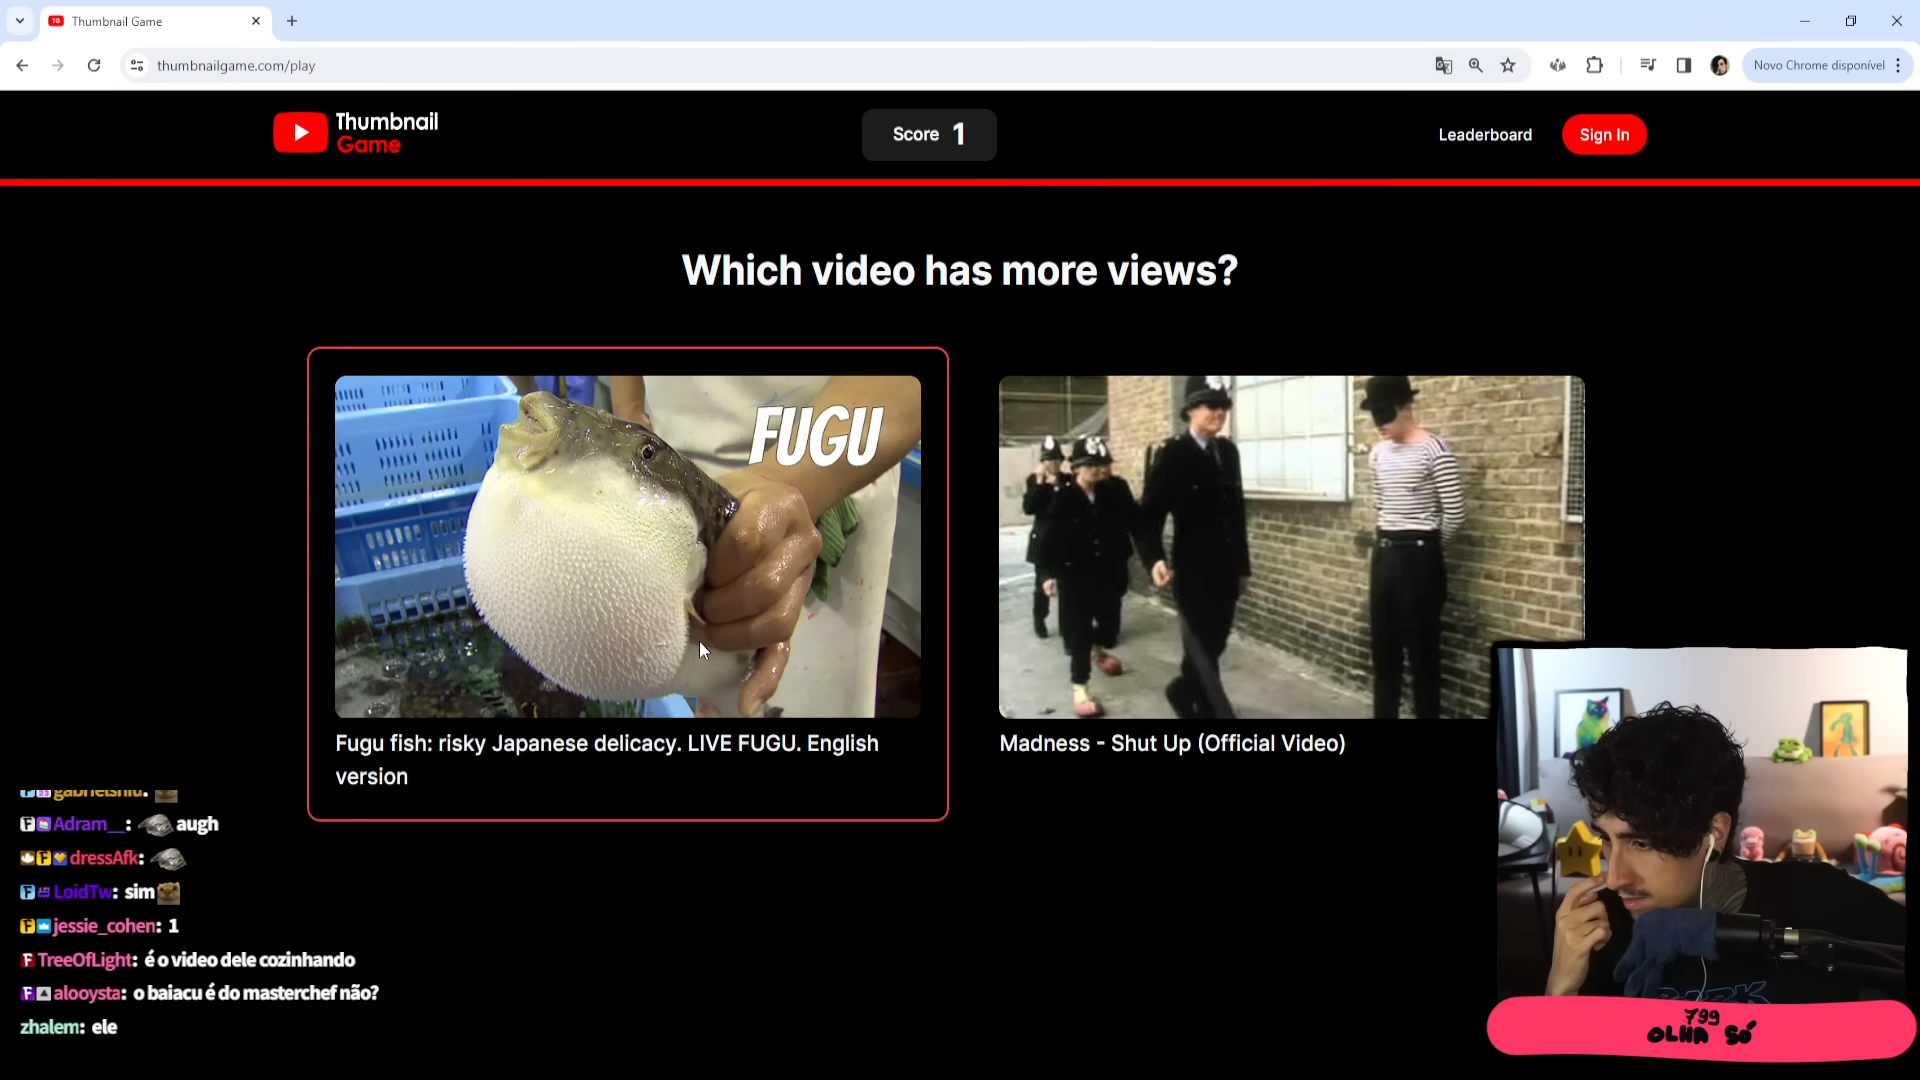 Thumbnail Game
thumbnailgame.com/play
Novo Chrome disponível
Thumbnail
Game
Score 1
Leaderboard
Sign In
Which video has more views?
FUGU
Fugu fish: risky Japanese delicacy. LIVE FUGU. English
version
Madness - Shut Up (Official Video)
Adram__: augh
dressAfk:
LoidTw: sim
jessie_cohen: 1
TreeOfLight: é o video dele cozinhando
alooysta: o baiacu é do masterchef não?
zhalem: ele
799
OLHA SÓ